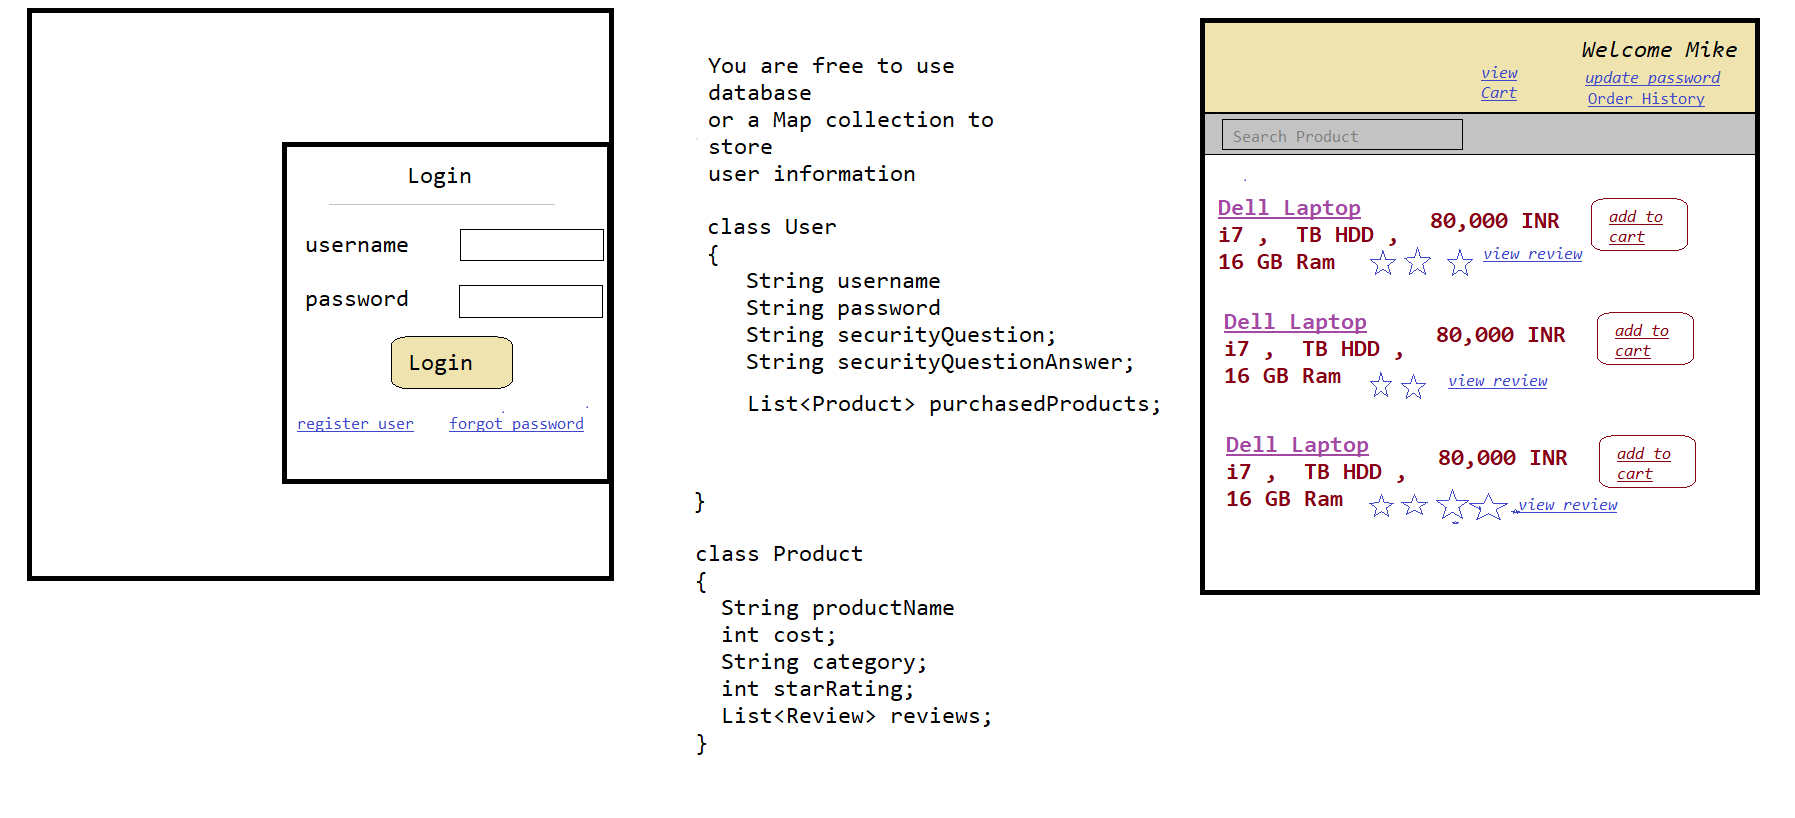 Login
username
password
Login
register user forgot password
You are free to use
database
or a Map collection to
store
user information
class User
{
String username
String password
String securityQuestion;
String securityQuestionAnswer;
List<Product> purchasedProducts;
}
class Product
{
String productName
int cost;
String category;
int starRating;
List<Review> reviews;
}
Welcome Mike
view
Cart
update password
Order History
Search Product
Dell Laptop
i7 , TB HDD ,
16 GB Ram
80,000 INR
view review
add to
cart
Dell Laptop
i7 , TB HDD ,
16 GB Ram
80,000 INR
view review
add to
cart
Dell Laptop
i7 , TB HDD ,
16 GB Ram
80,000 INR
view review
add to
cart